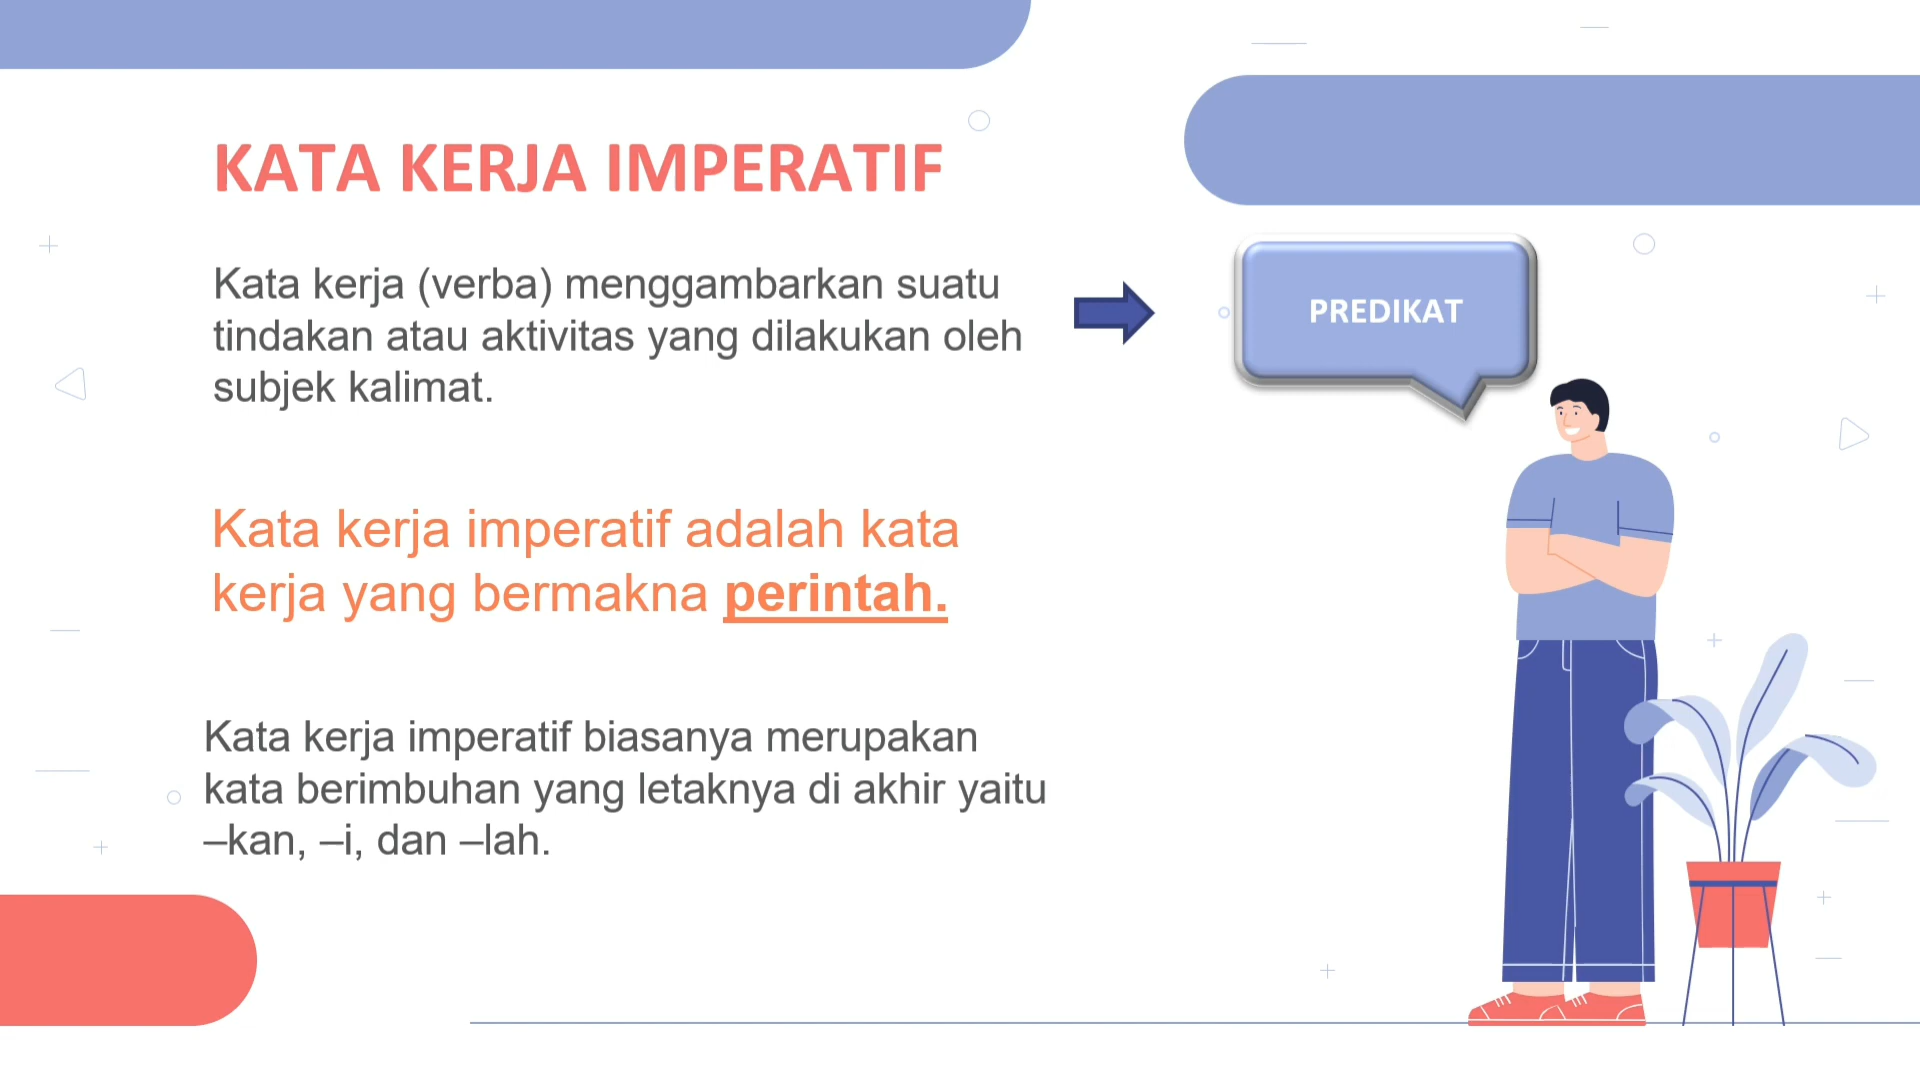 KATA KERJA IMPERATIF
Kata kerja (verba) menggambarkan suatu
tindakan atau aktivitas yang dilakukan oleh
subjek kalimat.
PREDIKAT
Kata kerja imperatif adalah kata
kerja yang bermakna perintah.
Kata kerja imperatif biasanya merupakan
kata berimbuhan yang letaknya di akhir yaitu
–kan, –i, dan –lah.